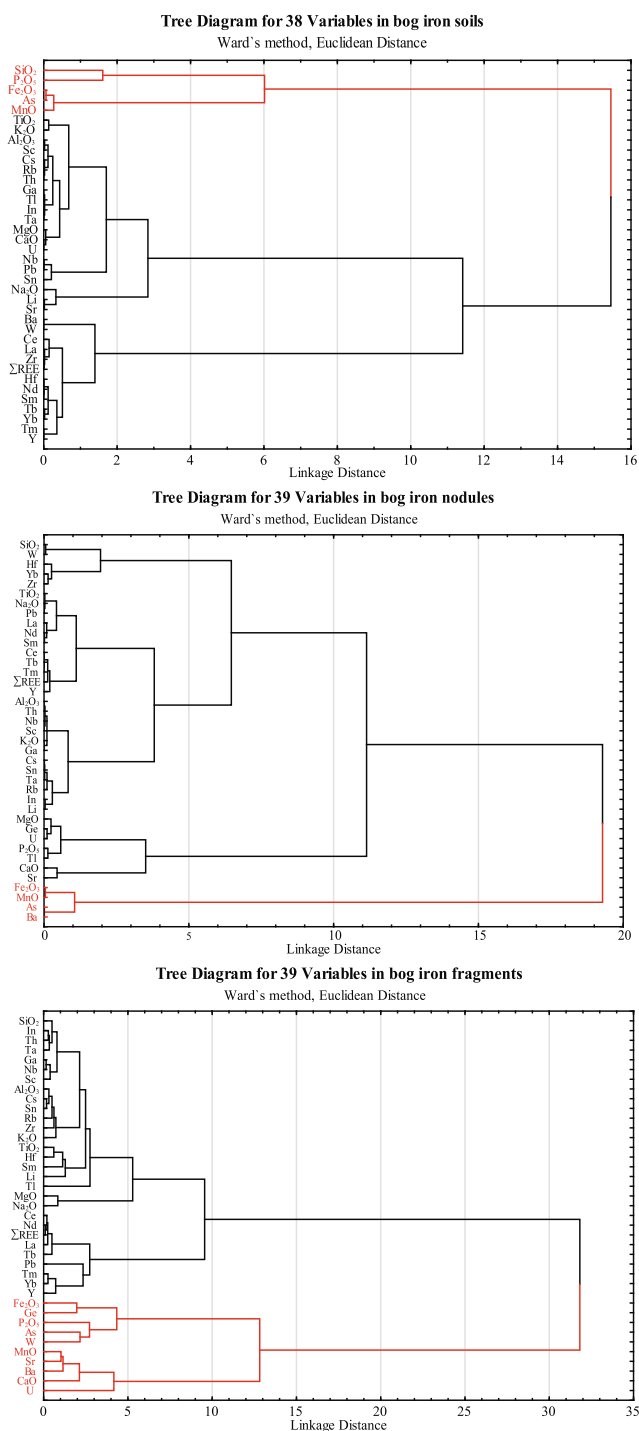 Tree Diagram for 38 Variables in bog iron soils
Ward`s method, Euclidean Distance
SiO₂
P₂O₅
Fe₂O₃
As
MnO
TiO₂
K₂O
Al₂O₃
Sc
Cs
Rb
Th
Ga
Tl
In
Ta
MgO
CaO
U
Nb
Pb
Sn
Na₂O
Li
Sr
Ba
W
Ce
La
Zr
∑REE
Hf
Nd
Sm
Tb
Yb
Tm
Y
0 2 4 6 8 10 12 14 16
Linkage Distance
Tree Diagram for 39 Variables in bog iron nodules
Ward`s method, Euclidean Distance
SiO₂
W
Hf
Yb
Zr
TiO₂
Na₂O
Pb
La
Nd
Sm
Ce
Tb
Tm
∑REE
Y
Al₂O₃
Th
Nb
Sc
K₂O
Ga
Cs
Sn
Ta
Rb
In
Li
MgO
Ge
U
P₂O₅
Tl
CaO
Sr
Fe₂O₃
MnO
As
Ba
0 5 10 15 20
Linkage Distance
Tree Diagram for 39 Variables in bog iron fragments
Ward`s method, Euclidean Distance
SiO₂
In
Th
Ta
Ga
Nb
Sc
Al₂O₃
Cs
Sn
Rb
Zr
K₂O
TiO₂
Hf
Sm
Li
Tl
MgO
Na₂O
Ce
Nd
∑REE
La
Tb
Pb
Tm
Yb
Y
Fe₂O₃
Ge
P₂O₅
As
W
MnO
Sr
Ba
CaO
U
0 5 10 15 20 25 30 35
Linkage Distance